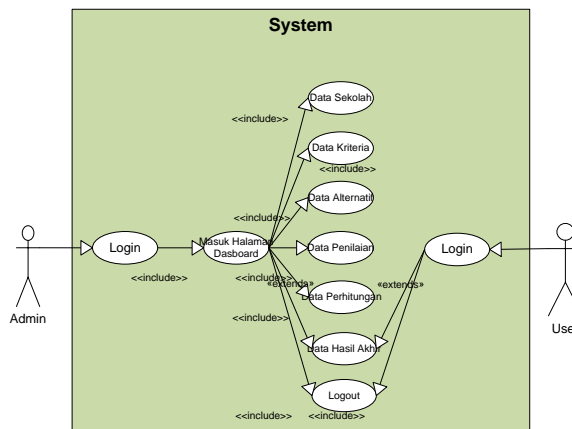 System
Data Sekolah
<<include>>
Data Kriteria
<<include>>
Data Alternatif
<<include>>
Login
Masuk Halaman
Dasboard
Data Penilaian
Login
<<include>>
<<include>>
«extends»
«extends»
Data Perhitungan
<<include>>
Admin
User
Data Hasil Akhir
Logout
<<include>>
<<include>>